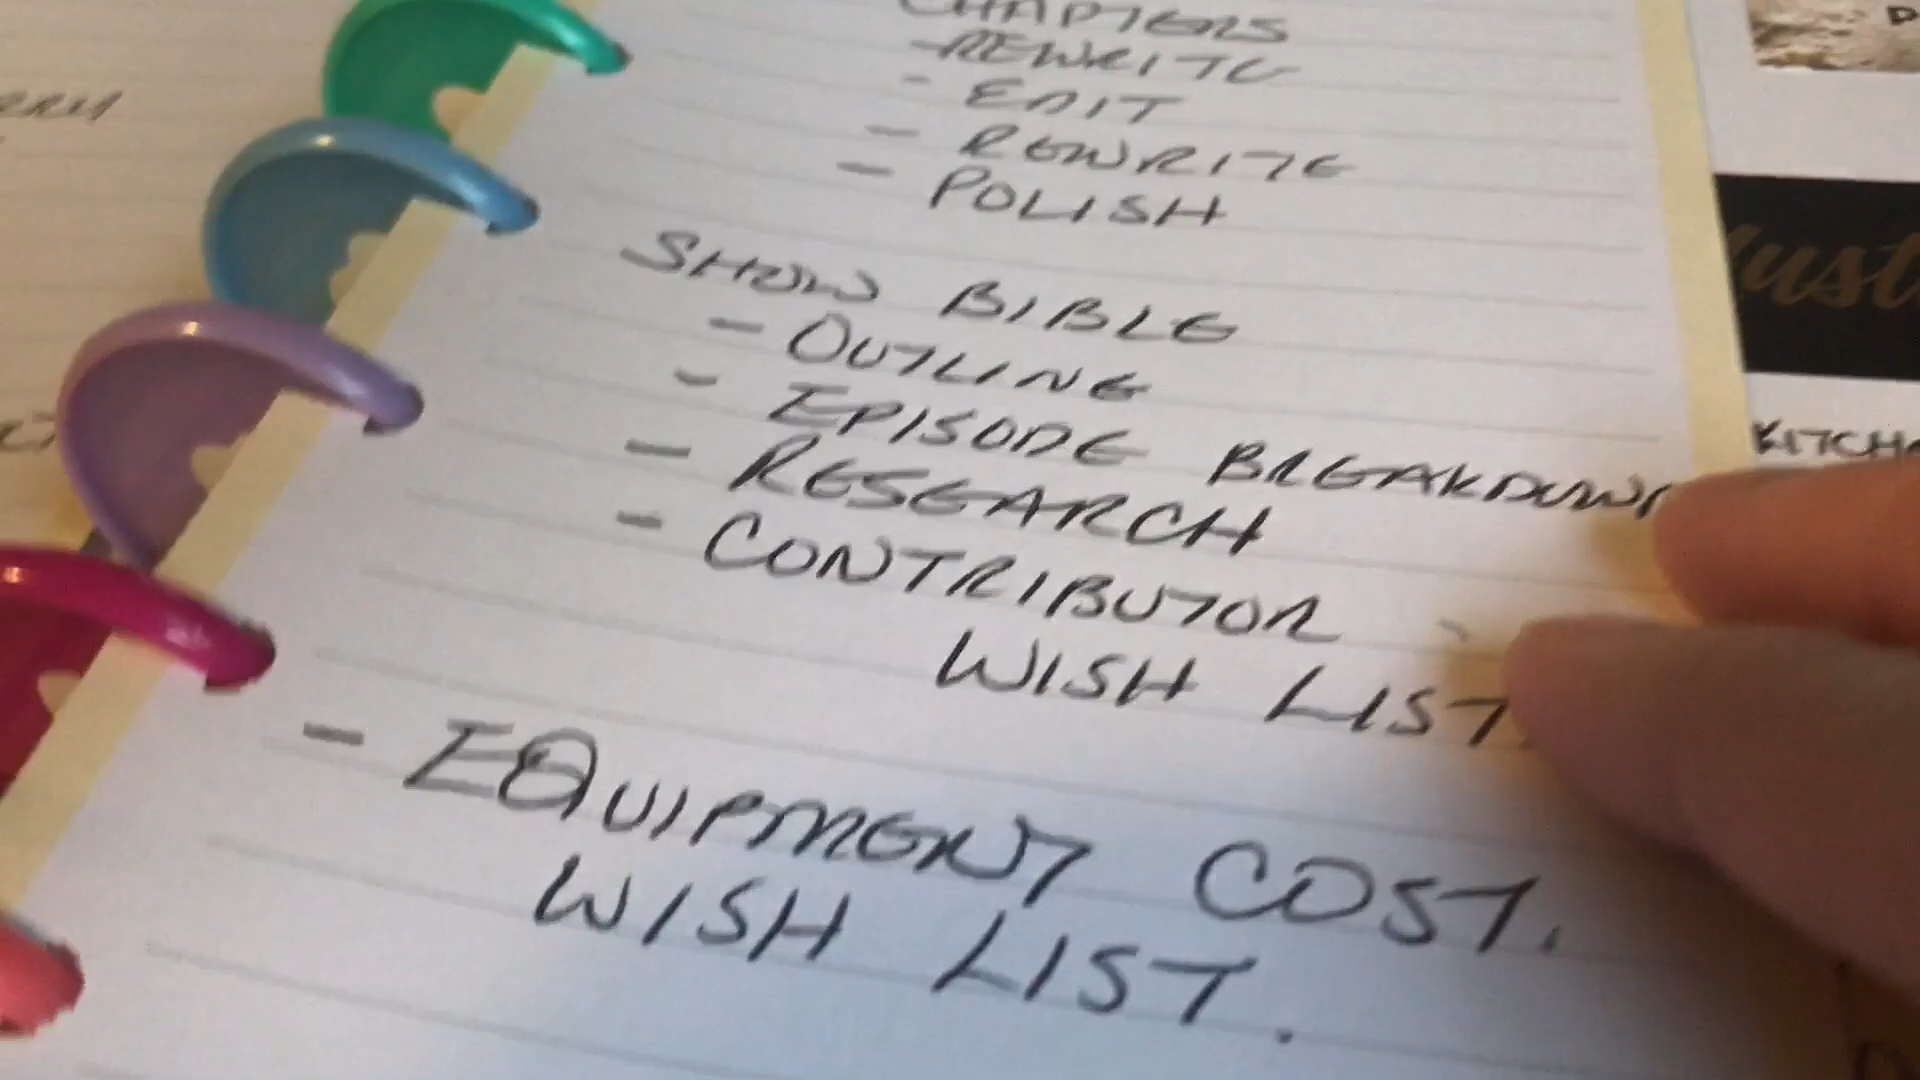 CHAPTERS
- REWRITE
- EDIT
- REWRITE
- POLISH
SHOW BIBLE
- OUTLINE
- EPISODE BREAKDOWN
- RESEARCH
- CONTRIBUTOR
WISH LIST.
- EQUIPMENT COST.
WISH LIST.